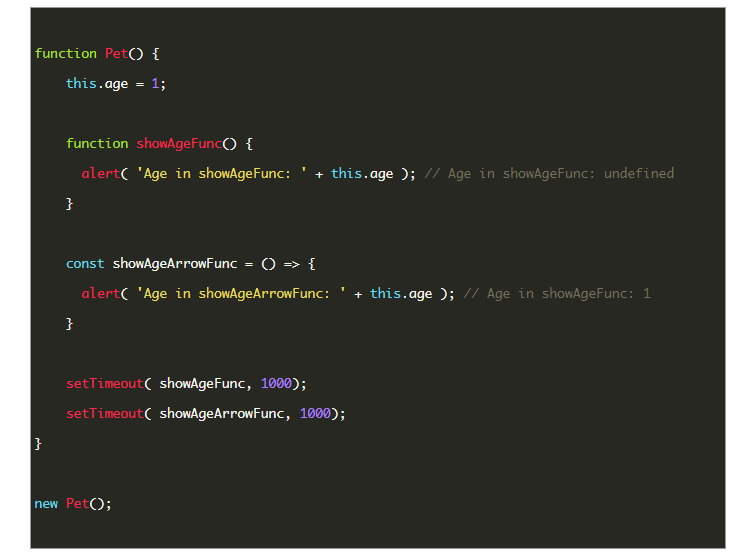 function Pet() {
this.age = 1;
function showAgeFunc() {
alert( 'Age in showAgeFunc: ' + this.age ); // Age in showAgeFunc: undefined
}
const showAgeArrowFunc = () => {
alert( 'Age in showAgeArrowFunc: ' + this.age ); // Age in showAgeFunc: 1
}
setTimeout( showAgeFunc, 1000);
setTimeout( showAgeArrowFunc, 1000);
}
new Pet();